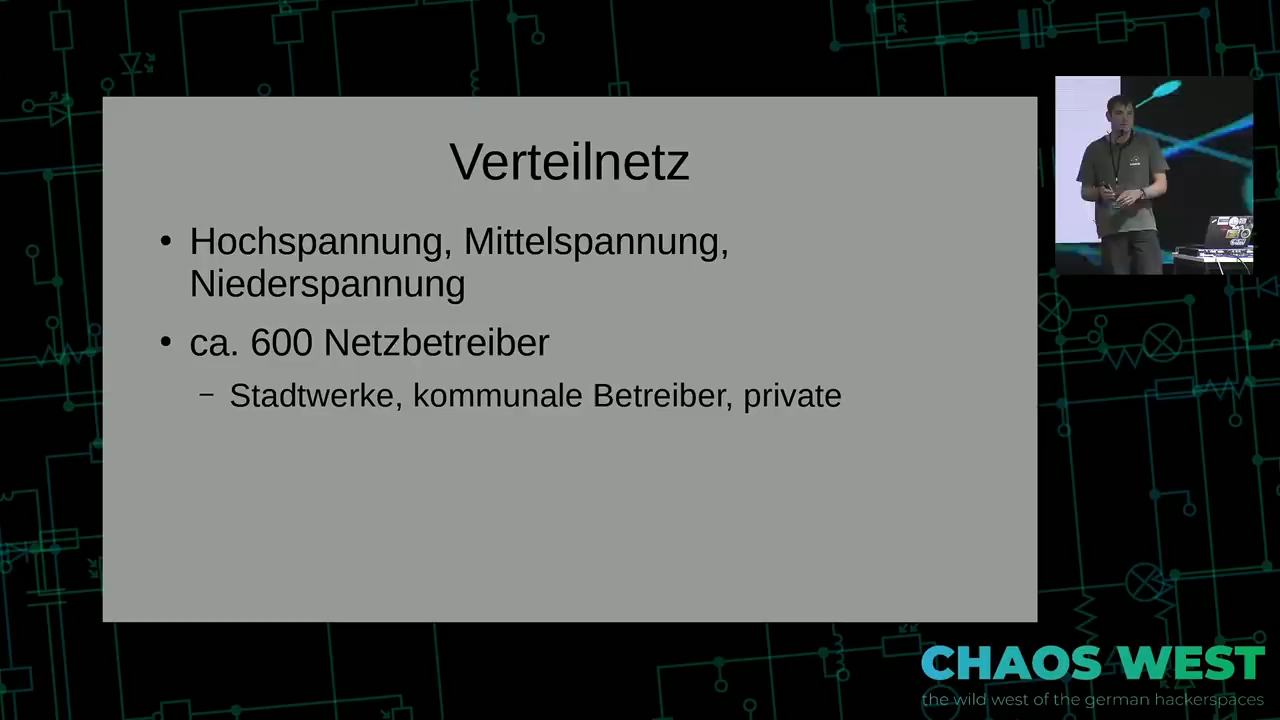 Verteilnetz
• Hochspannung, Mittelspannung,
Niederspannung
• ca. 600 Netzbetreiber
– Stadtwerke, kommunale Betreiber, private
CHAOS WEST
the wild west of the german hackerspaces